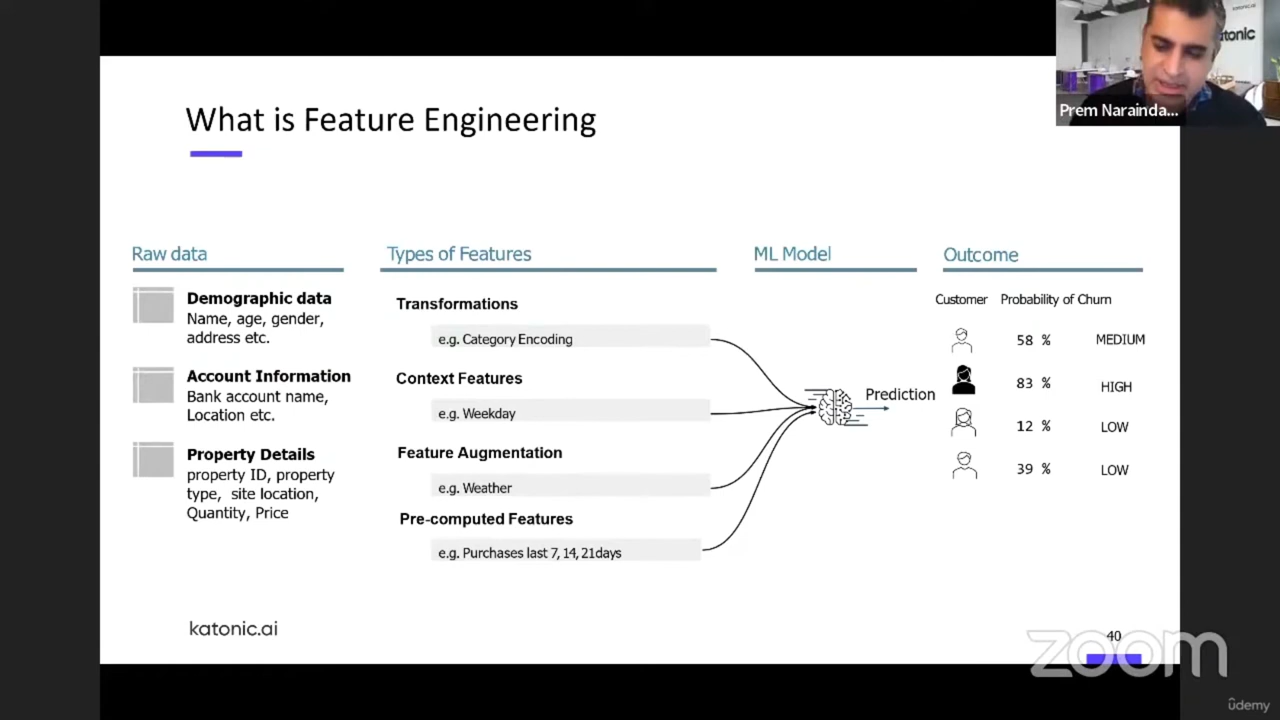 katonic.ai
atonic
Prem Narainda...
What is Feature Engineering
Raw data
Demographic data
Name, age, gender,
address etc.
Account Information
Bank account name,
Location etc.
Property Details
property ID, property
type, site location,
Quantity, Price
Types of Features
Transformations
e.g. Category Encoding
Context Features
e.g. Weekday
Feature Augmentation
e.g. Weather
Pre-computed Features
e.g. Purchases last 7, 14, 21days
ML Model
Prediction
Outcome
Customer Probability of Churn
58 % MEDIUM
83 % HIGH
12 % LOW
39 % LOW
katonic.ai
40
zoom
ûdemy